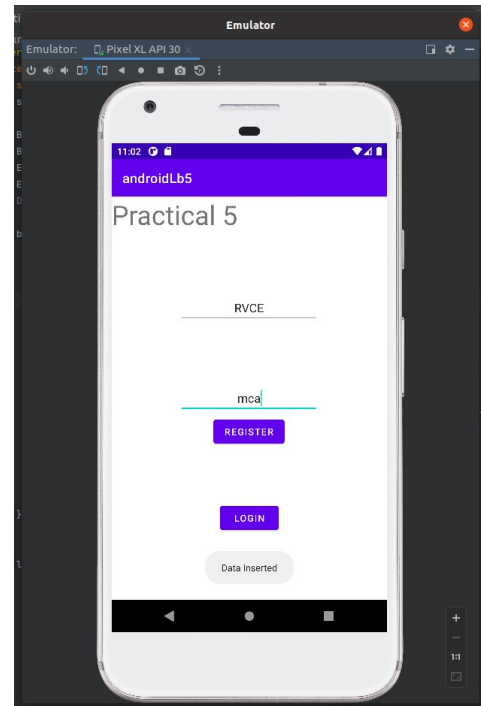 Emulator
Emulator: Pixel XL API 30
11:02
androidLb5
Practical 5
RVCE
mca
REGISTER
LOGIN
Data Inserted
1:1